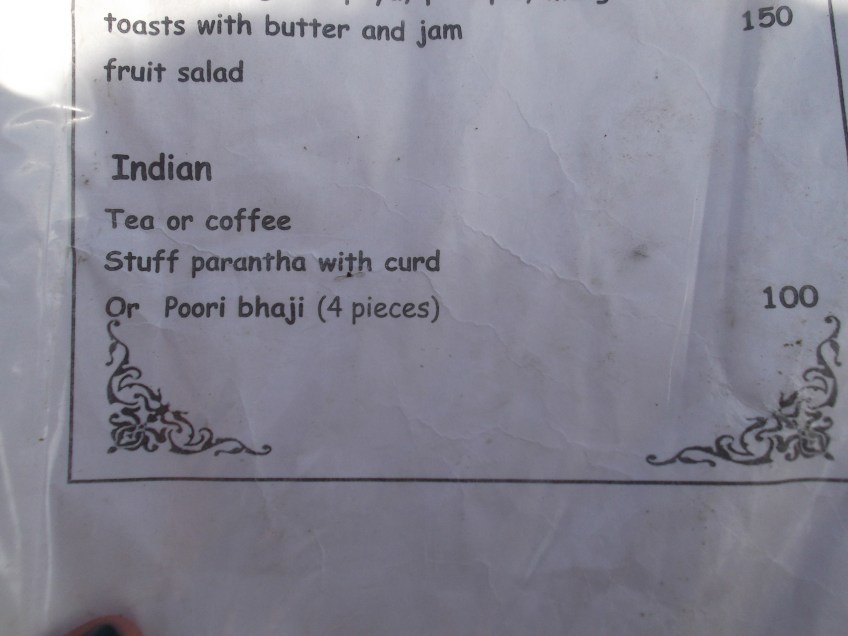 toasts with butter and jam 150
fruit salad
Indian
Tea or coffee
Stuff parantha with curd
Or Poori bhaji (4 pieces) 100